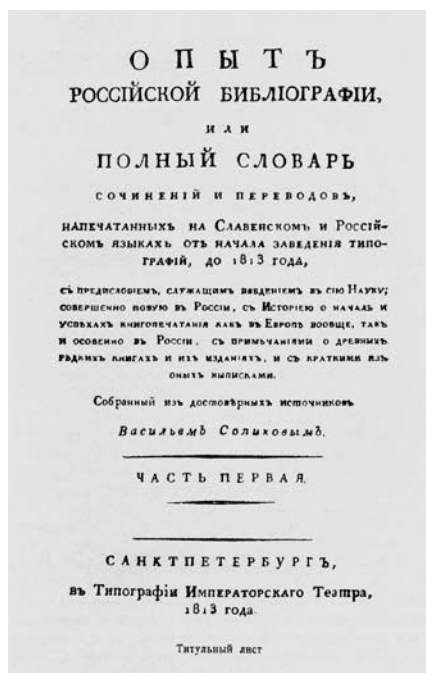 ОПЫТЪ
РОССІЙСКОЙ БИБЛІОГРАФІИ,
ИЛИ
ПОЛНЫЙ СЛОВАРЬ
СОЧИНЕНІЙ И ПЕРЕВОДОВЪ,
НАПЕЧАТАННЫХЪ НА СЛАВЕНСКОМЪ И РОССІЙ-
СКОМЪ ЯЗЫКАХЪ ОТЪ НАЧАЛА ЗАВЕДЕНІЯ ТИПО-
ГРАФІЙ, ДО 1813 ГОДА,
СЪ ПРЕДИСЛОВІЕМЪ, СЛУЖАЩИМЪ ВВЕДЕНІЕМЪ ВЪ СІЮ НАУКУ;
СОВЕРШЕННО НОВУЮ ВЪ РОССІИ, СЪ ИСТОРІЕЮ О НАЧАЛѢ И
УСПѢХАХЪ КНИГОПЕЧАТАНІЯ КАКЪ ВЪ ЕВРОПѢ ВООБЩЕ, ТАКЪ
И ОСОБЕННО ВЪ РОССІИ, СЪ ПРИМѢЧАНІЯМИ О ДРЕВНИХЪ
РѢДКИХЪ КНИГАХЪ И ИХЪ ИЗДАНІЯХЪ, И СЪ КРАТКИМИ ИЗЪ
ОНЫХЪ ВЫПИСКАМИ.
Собранный изъ достовѣрныхъ источниковъ
Васильемъ Сопиковымъ.
ЧАСТЬ ПЕРВАЯ.
САНКТПЕТЕРБУРГЪ,
въ Типографіи ИМПЕРАТОРСКАГО Театра,
1813 года.
Титульный лист